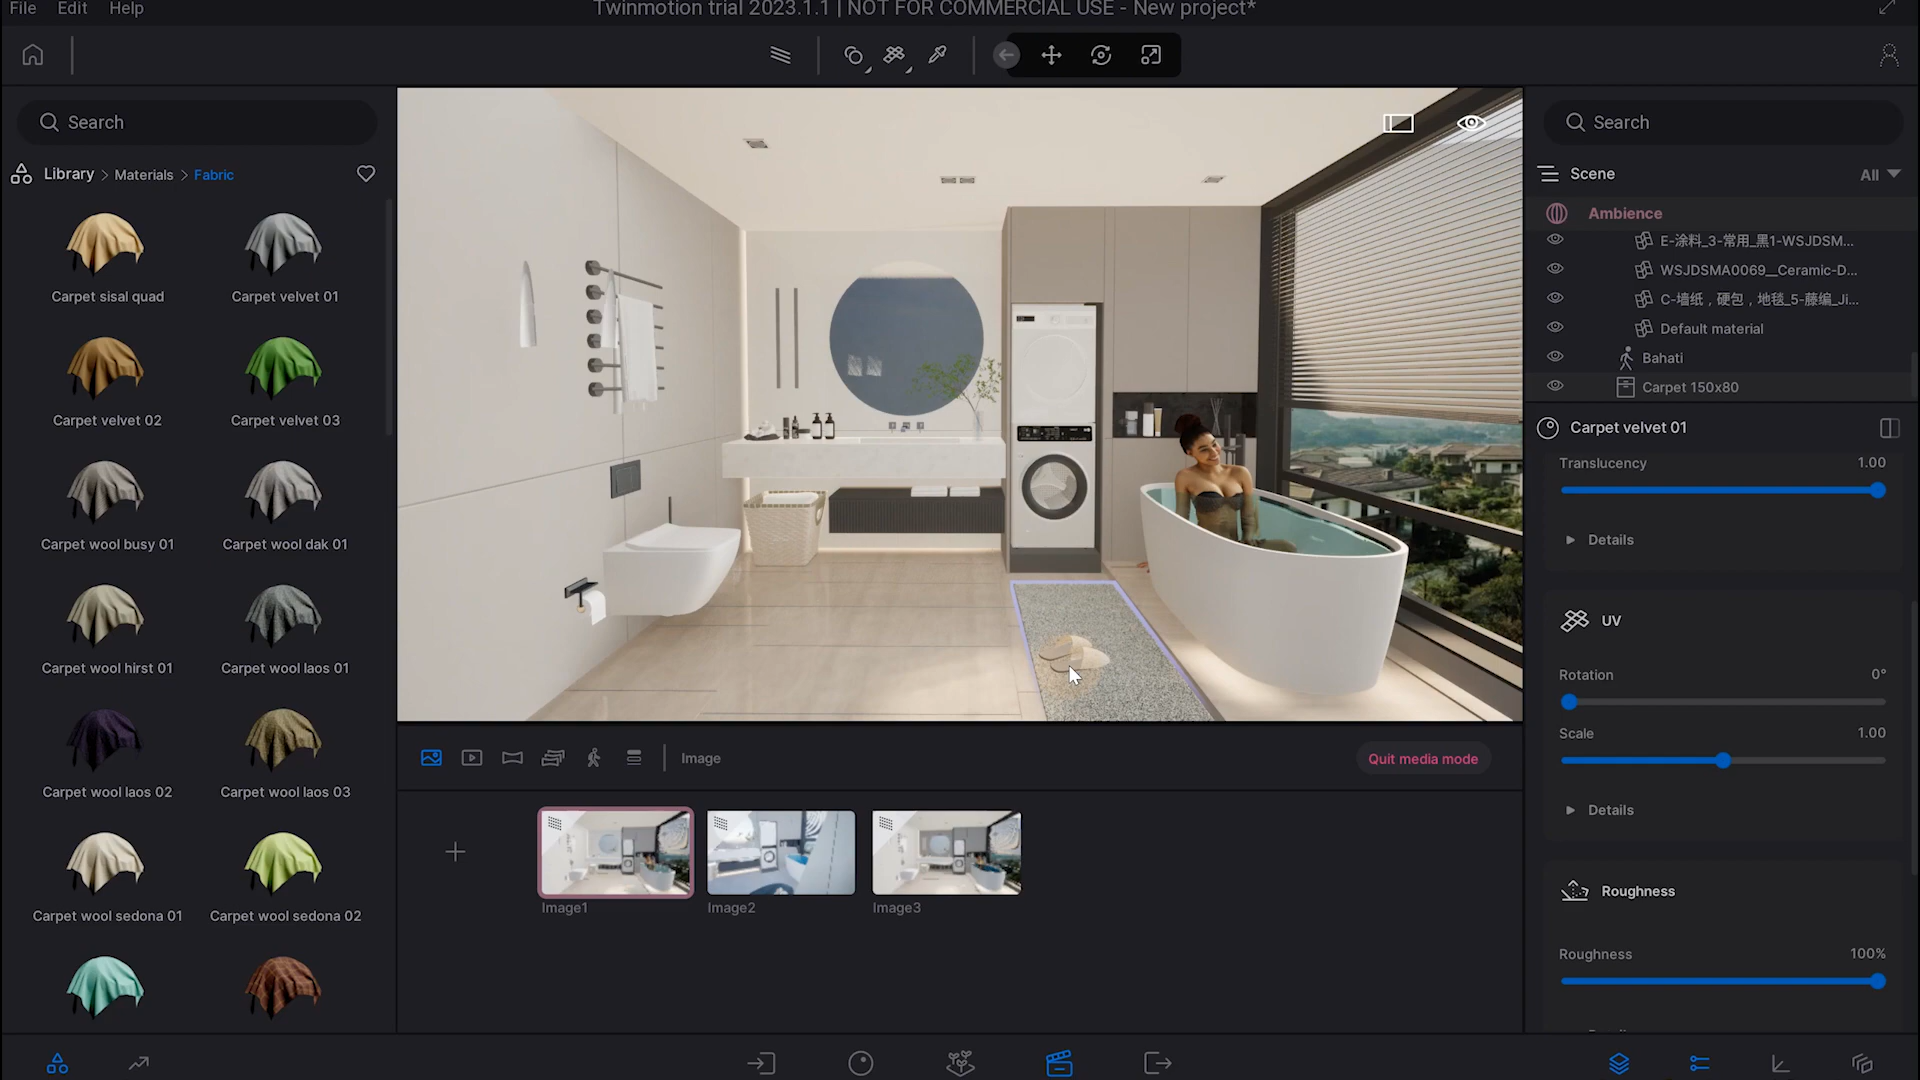 File Edit Help
Twinmotion trial 2023.1.1 | NOT FOR COMMERCIAL USE - New project*
Search
Library > Materials > Fabric
Carpet sisal quad
Carpet velvet 01
Carpet velvet 02
Carpet velvet 03
Carpet wool busy 01
Carpet wool dak 01
Carpet wool hirst 01
Carpet wool laos 01
Carpet wool laos 02
Carpet wool laos 03
Carpet wool sedona 01
Carpet wool sedona 02
Image
Quit media mode
Image1
Image2
Image3
Search
Scene
All
Ambience
E-涂料_3-常用_黑1-WSJDSM...
WSJDSMA0069__Ceramic-D...
C-墙纸，硬包，地毯_5-藤编_Ji...
Default material
Bahati
Carpet 150x80
Carpet velvet 01
Translucency 1.00
Details
UV
Rotation 0°
Scale 1.00
Details
Roughness
Roughness 100%